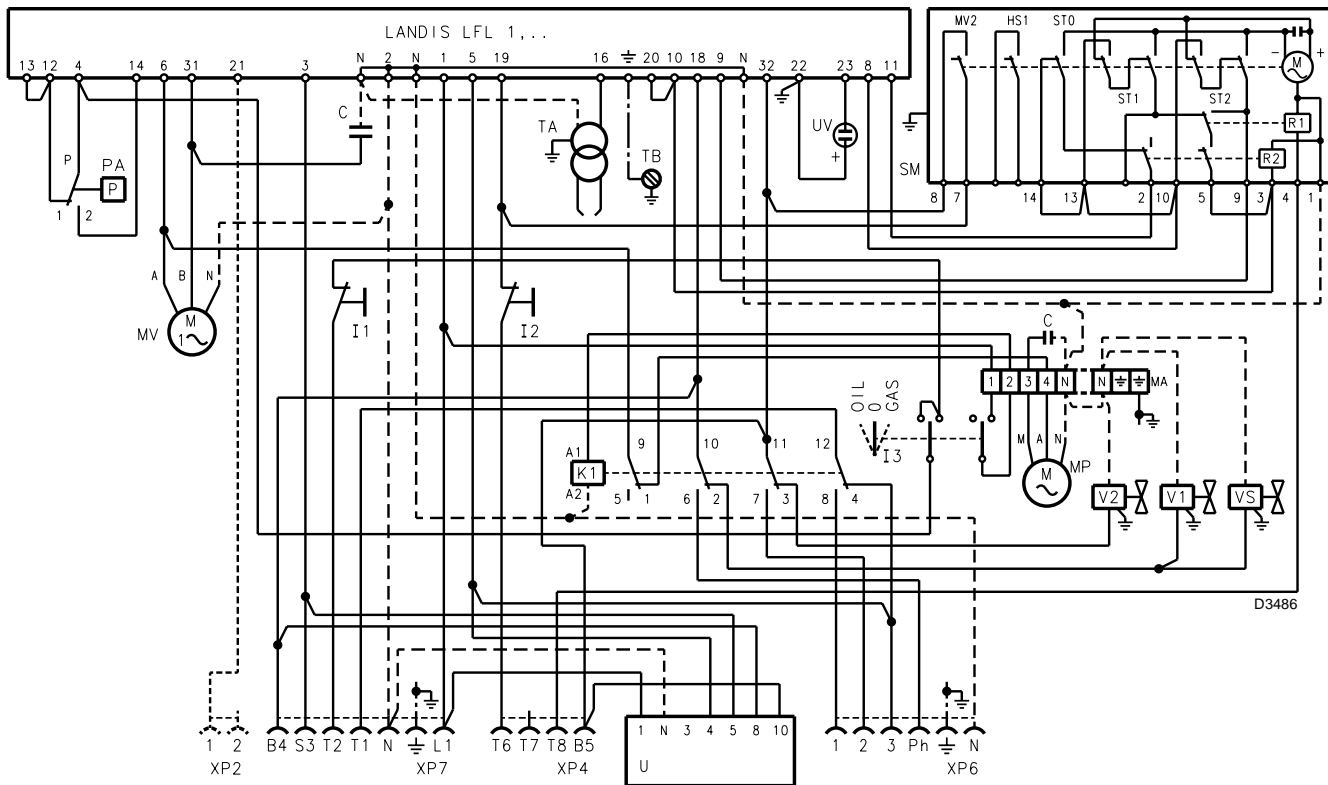 LANDIS LFL 1,..
MV2 HS1 ST0
13 12 4 14 6 31 21 3 N 2 N 1 5 19 16 20 10 18 9 N 32 22 23 8 11
- M +
ST1 ST2
C TA TB UV + R1
P PA P R2
SM
1 2
8 7 14 13 2 10 5 9 3 4 1
A B N
M 1
MV
I1 I2
C
1 2 3 4 N N MA
OIL 0 GAS
I3
M A N
M MP
9 10 11 12
A1 K1 A2
5 1 6 2 7 3 8 4
V2 V1 VS
D3486
1 2 B4 S3 T2 T1 N L1 T6 T7 T8 B5
1 N 3 4 5 8 10
1 2 3 Ph N
XP2 XP7 XP4 U XP6